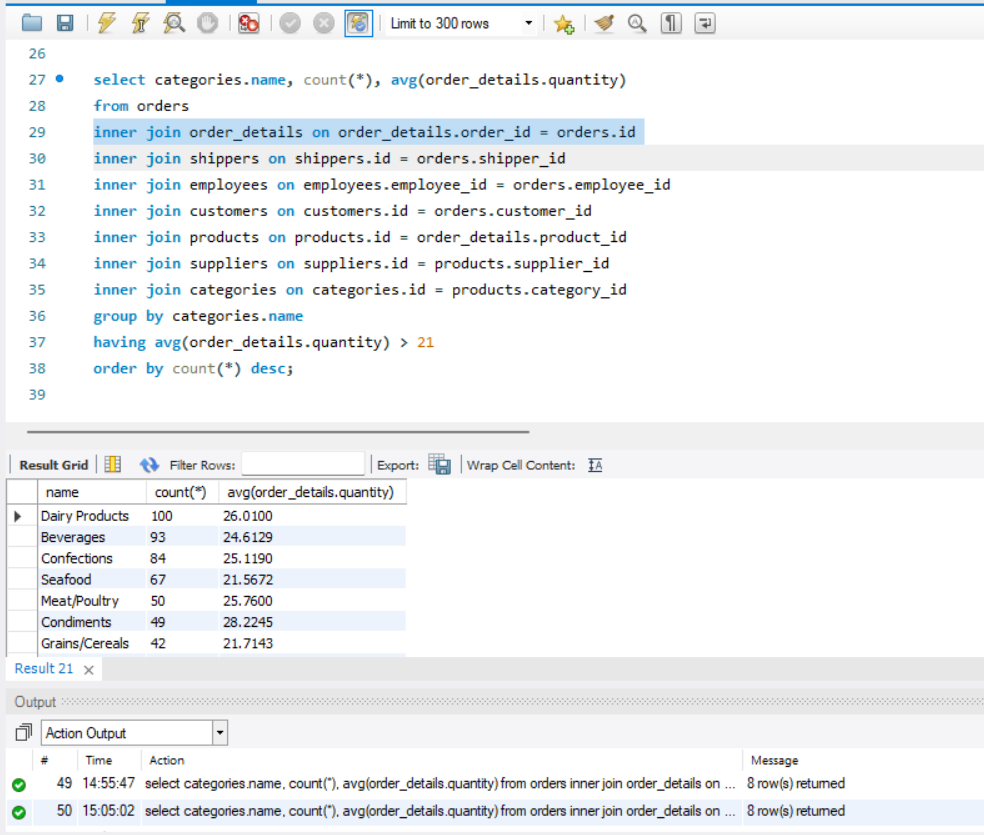 Limit to 300 rows
26
27 select categories.name, count(*), avg(order_details.quantity)
28 from orders
29 inner join order_details on order_details.order_id = orders.id
30 inner join shippers on shippers.id = orders.shipper_id
31 inner join employees on employees.employee_id = orders.employee_id
32 inner join customers on customers.id = orders.customer_id
33 inner join products on products.id = order_details.product_id
34 inner join suppliers on suppliers.id = products.supplier_id
35 inner join categories on categories.id = products.category_id
36 group by categories.name
37 having avg(order_details.quantity) > 21
38 order by count(*) desc;
39
Result Grid Filter Rows: Export: Wrap Cell Content: IA
name count(*) avg(order_details.quantity)
Dairy Products 100 26.0100
Beverages 93 24.6129
Confections 84 25.1190
Seafood 67 21.5672
Meat/Poultry 50 25.7600
Condiments 49 28.2245
Grains/Cereals 42 21.7143
Result 21
Output
Action Output
# Time Action Message
49 14:55:47 select categories.name, count(*), avg(order_details.quantity) from orders inner join order_details on ... 8 row(s) returned
50 15:05:02 select categories.name, count(*), avg(order_details.quantity) from orders inner join order_details on ... 8 row(s) returned